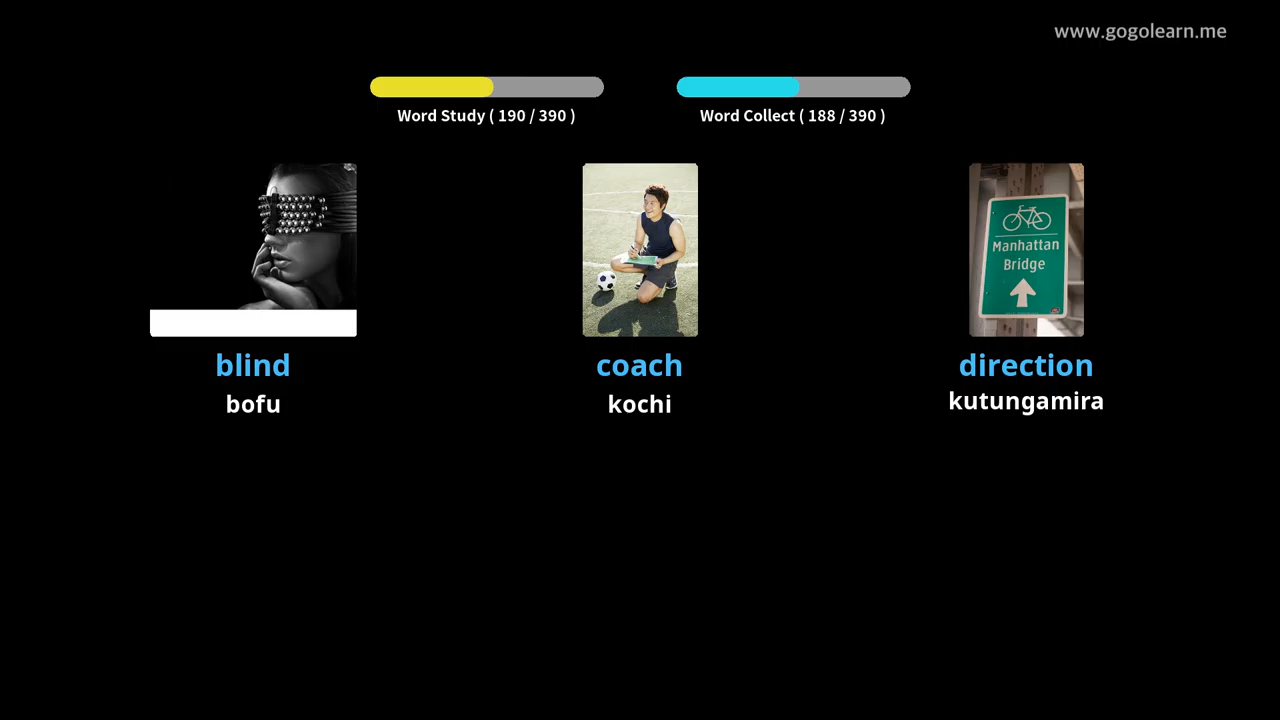 www.gogolearn.me
Word Study ( 190 / 390 )
Word Collect ( 188 / 390 )
Manhattan
Bridge
blind
coach
direction
bofu
kochi
kutungamira